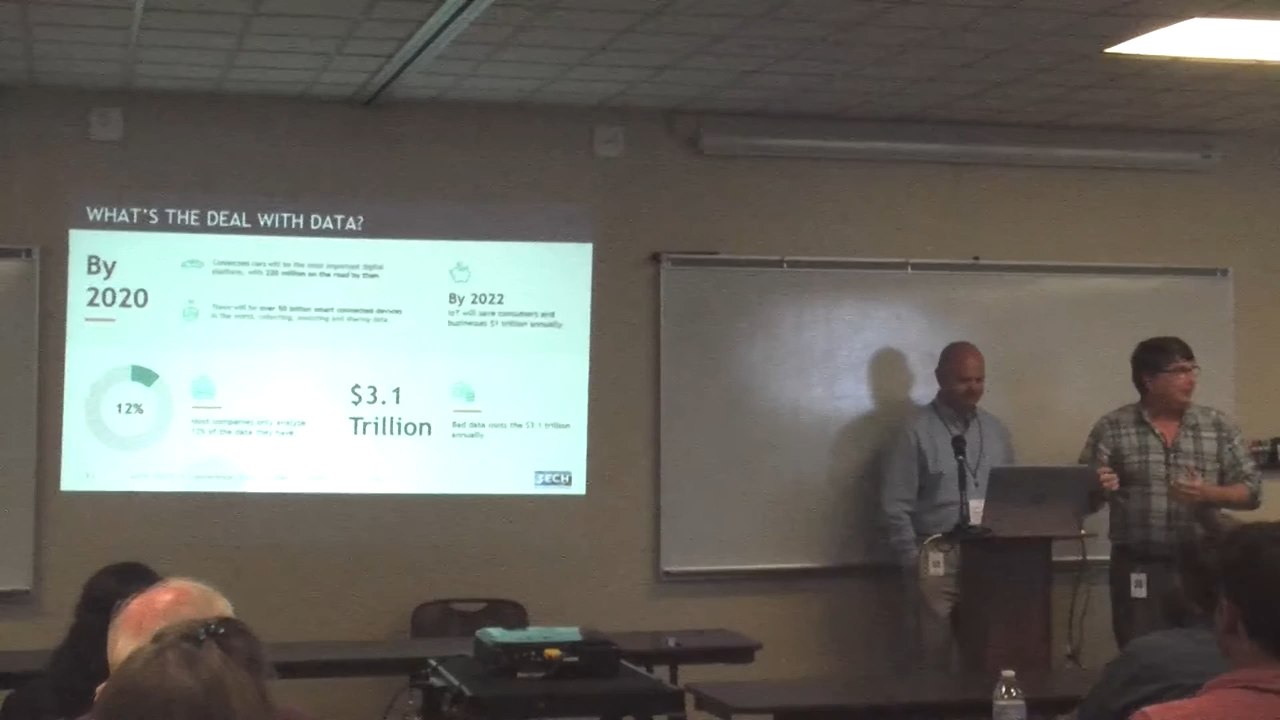 WHAT'S THE DEAL WITH DATA?
By
2020
Connected cars will be the most important digital
platform, with 220 million on the road by then
There will be over 50 billion smart connected devices
in the world, collecting, analyzing and sharing data
By 2022
IoT will save consumers and
businesses $1 trillion annually
12%
Most companies only analyze
12% of the data they have
$3.1
Trillion
Bad data costs the $3.1 trillion
annually